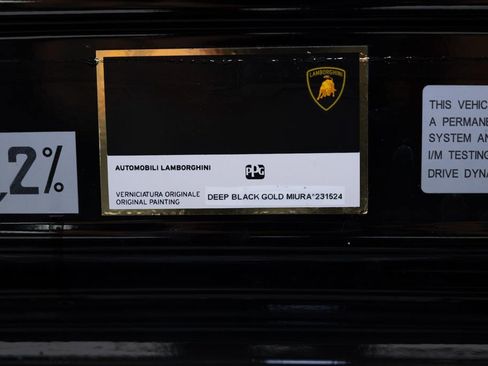 LAMBORGHINI
AUTOMOBILI LAMBORGHINI
PPG
VERNICIATURA ORIGINALE
ORIGINAL PAINTING
DEEP BLACK GOLD MIURA*231524
2%
THIS VEHIC
A PERMANE
SYSTEM AN
I/M TESTING
DRIVE DYNA